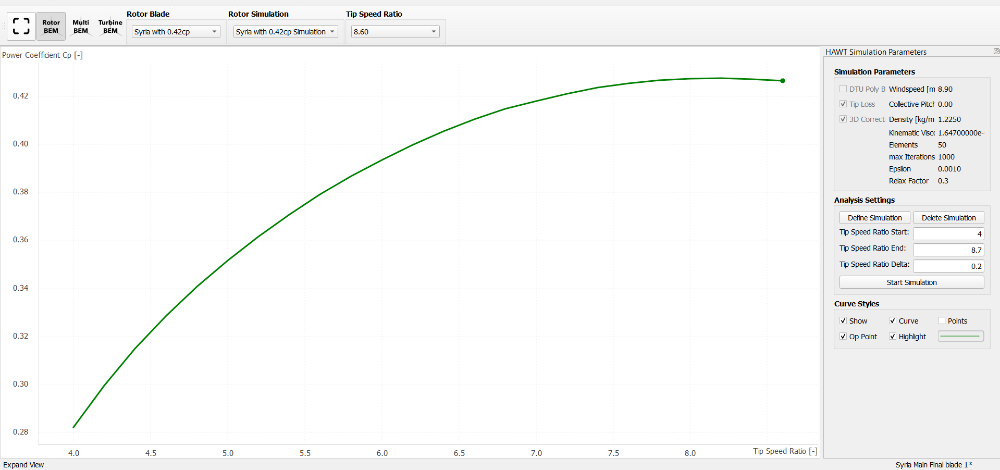 Rotor Blade
Rotor Simulation
Tip Speed Ratio
Rotor BEM
Multi BEM
Turbine BEM
Syria with 0.42cp
Syria with 0.42cp Simulation
8.60
Power Coefficient Cp [-]
0.42
0.40
0.38
0.36
0.34
0.32
0.30
0.28
4.0 4.5 5.0 5.5 6.0 6.5 7.0 7.5 8.0
Tip Speed Ratio [-]
HAWT Simulation Parameters
Simulation Parameters
DTU Poly B Windspeed [m 8.90
Tip Loss Collective Pitch 0.00
3D Correcti Density [kg/m 1.2250
Kinematic Visco 1.64700000e-
Elements 50
max Iterations 1000
Epsilon 0.0010
Relax Factor 0.3
Analysis Settings
Define Simulation Delete Simulation
Tip Speed Ratio Start: 4
Tip Speed Ratio End: 8.7
Tip Speed Ratio Delta: 0.2
Start Simulation
Curve Styles
Show Curve Points
Op Point Highlight
Expand View
Syria Main Final blade 1*